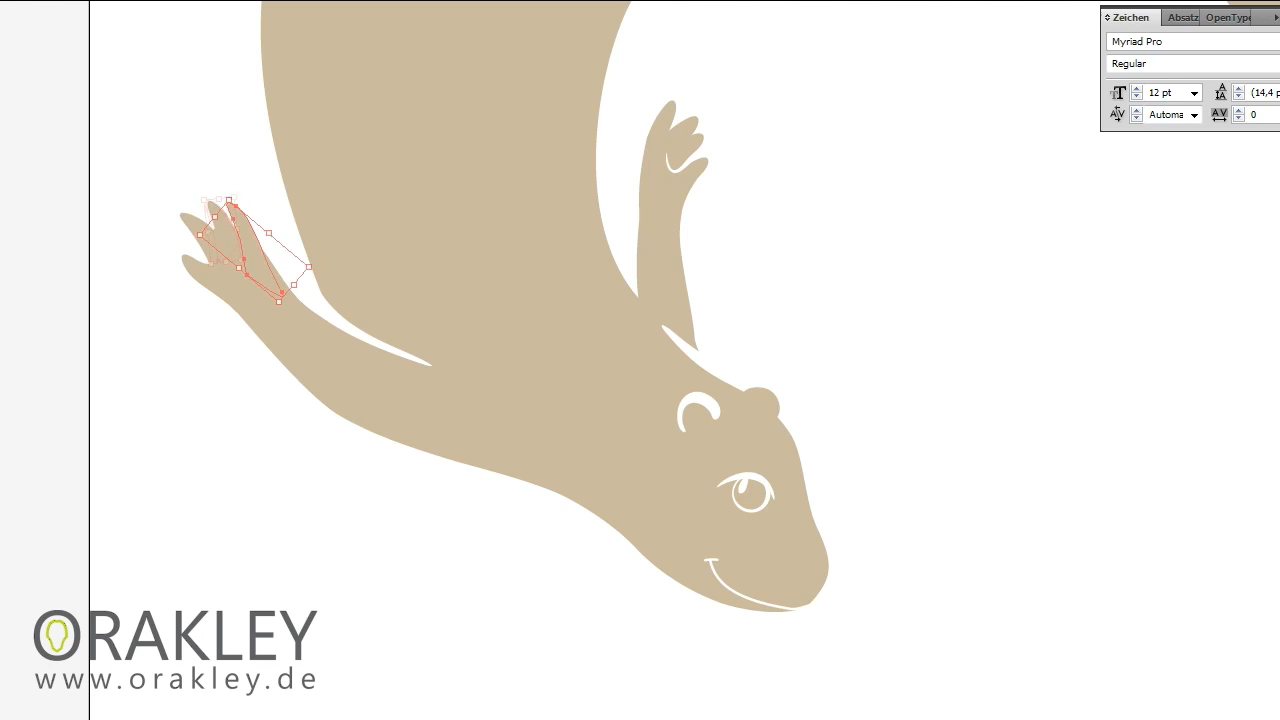 Zeichen Absatz OpenType
Myriad Pro
Regular
12 pt (14,4 p
Automa 0
ORAKLEY
www.orakley.de